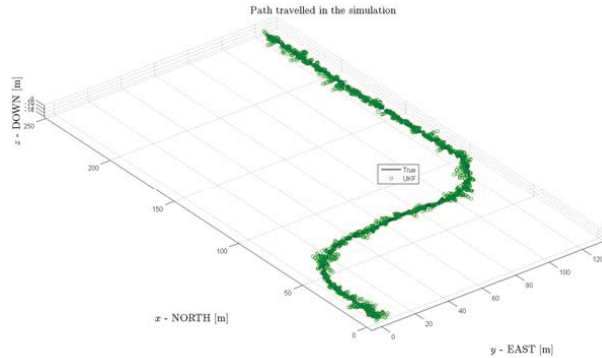 Path travelled in the simulation
z - DOWN [m]
250
200
150
100
50
0
x - NORTH [m]
True
UKF
0
20
40
60
80
100
120
y - EAST [m]